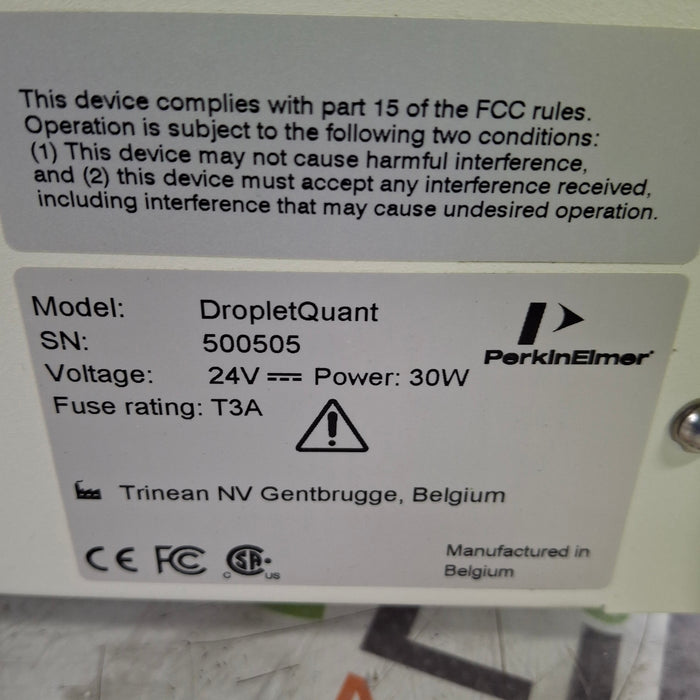 This device complies with part 15 of the FCC rules.
Operation is subject to the following two conditions:
(1) This device may not cause harmful interference,
and (2) this device must accept any interference received,
including interference that may cause undesired operation.
Model: DropletQuant
SN: 500505
PerkinElmer
Voltage: 24V Power: 30W
Fuse rating: T3A
Trinean NV Gentbrugge, Belgium
CE FC C SA US
Manufactured in
Belgium